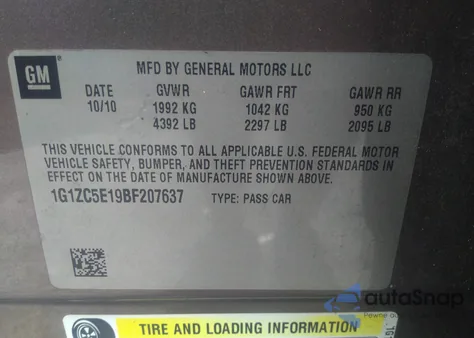 GM
MFD BY GENERAL MOTORS LLC
DATE GVWR GAWR FRT GAWR RR
10/10 1992 KG 1042 KG 950 KG
4392 LB 2297 LB 2095 LB
THIS VEHICLE CONFORMS TO ALL APPLICABLE U.S. FEDERAL MOTOR
VEHICLE SAFETY, BUMPER, AND THEFT PREVENTION STANDARDS IN
EFFECT ON THE DATE OF MANUFACTURE SHOWN ABOVE.
1G1ZC5E19BF207637 TYPE: PASS CAR
autoSnap
TIRE AND LOADING INFORMATION